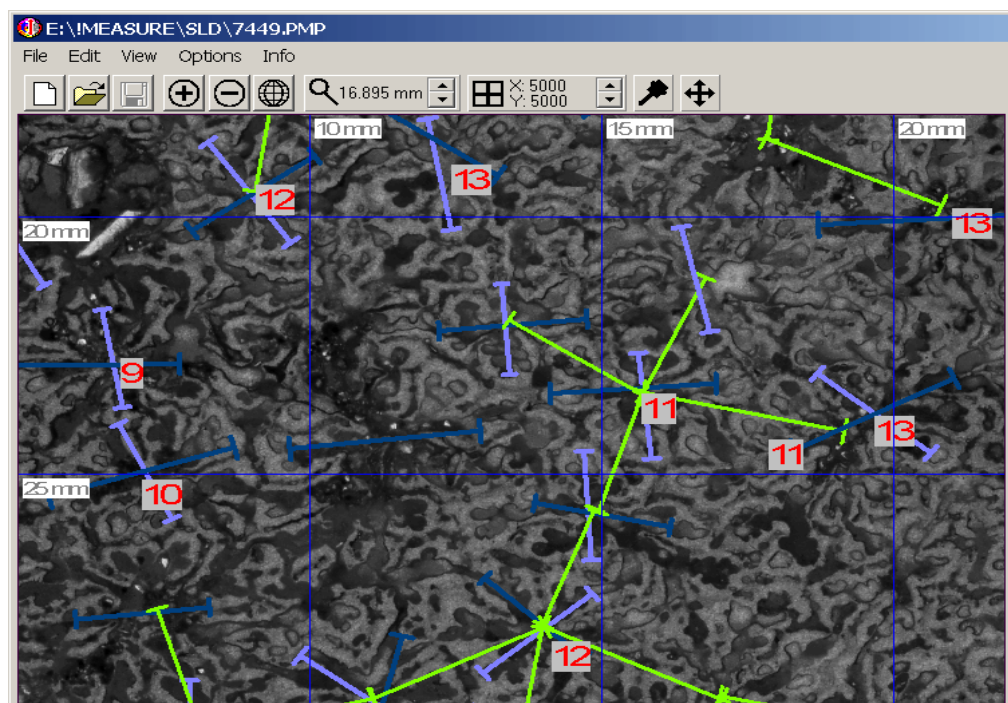 E:\!MEASURE\SLD\7449.PMP
File Edit View Options Info
16.895 mm X: 5000
Y: 5000
10 mm 15 mm 20 mm
12 13
20 mm 13
9
11 13
11
25 mm 10
12